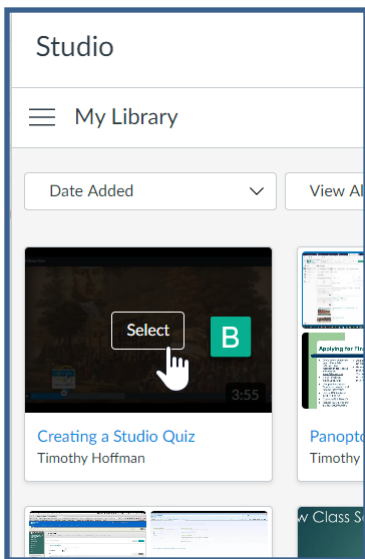 Studio
My Library
Date Added
View Al
Select
B
3:55
Applying for Fin
Creating a Studio Quiz
Panopto
Timothy Hoffman
Timothy
w Class S